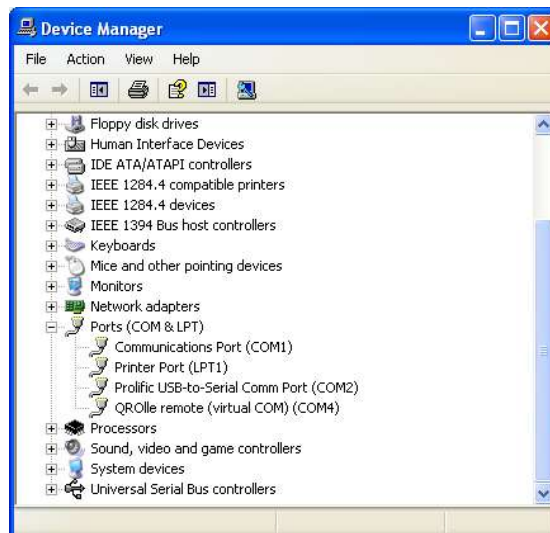 Device Manager
File Action View Help
Floppy disk drives
Human Interface Devices
IDE ATA/ATAPI controllers
IEEE 1284.4 compatible printers
IEEE 1284.4 devices
IEEE 1394 Bus host controllers
Keyboards
Mice and other pointing devices
Monitors
Network adapters
Ports (COM & LPT)
Communications Port (COM1)
Printer Port (LPT1)
Prolific USB-to-Serial Comm Port (COM2)
QROlle remote (virtual COM) (COM4)
Processors
Sound, video and game controllers
System devices
Universal Serial Bus controllers